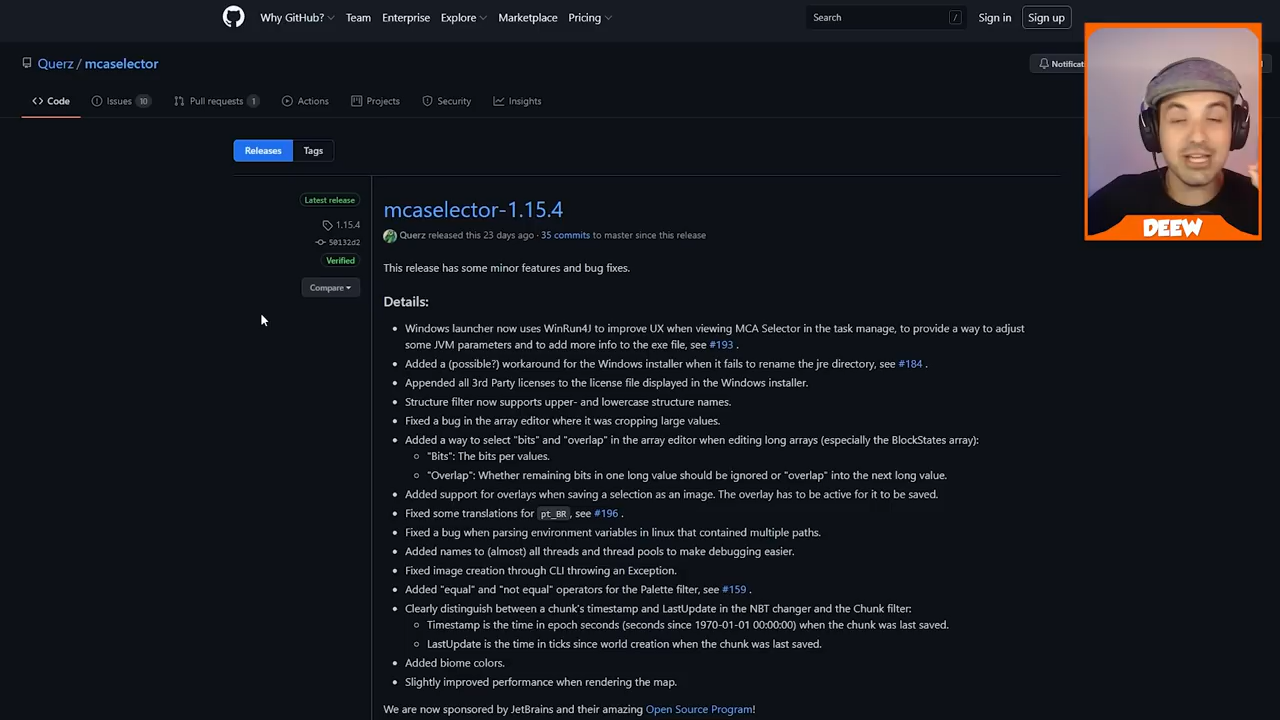 Why GitHub? Team Enterprise Explore Marketplace Pricing Search / Sign in Sign up
Querz / mcaselector
Notificat
Code Issues 10 Pull requests 1 Actions Projects Security Insights
Releases Tags
Latest release
1.15.4
50132d2
Verified
Compare
mcaselector-1.15.4
Querz released this 23 days ago · 35 commits to master since this release
This release has some minor features and bug fixes.
Details:
• Windows launcher now uses WinRun4J to improve UX when viewing MCA Selector in the task manage, to provide a way to adjust
some JVM parameters and to add more info to the exe file, see #193 .
• Added a (possible?) workaround for the Windows installer when it fails to rename the jre directory, see #184 .
• Appended all 3rd Party licenses to the license file displayed in the Windows installer.
• Structure filter now supports upper- and lowercase structure names.
• Fixed a bug in the array editor where it was cropping large values.
• Added a way to select "bits" and "overlap" in the array editor when editing long arrays (especially the BlockStates array):
○ "Bits": The bits per values.
○ "Overlap": Whether remaining bits in one long value should be ignored or "overlap" into the next long value.
• Added support for overlays when saving a selection as an image. The overlay has to be active for it to be saved.
• Fixed some translations for pt_BR, see #196 .
• Fixed a bug when parsing environment variables in linux that contained multiple paths.
• Added names to (almost) all threads and thread pools to make debugging easier.
• Fixed image creation through CLI throwing an Exception.
• Added "equal" and "not equal" operators for the Palette filter, see #159 .
• Clearly distinguish between a chunk's timestamp and LastUpdate in the NBT changer and the Chunk filter:
○ Timestamp is the time in epoch seconds (seconds since 1970-01-01 00:00:00) when the chunk was last saved.
○ LastUpdate is the time in ticks since world creation when the chunk was last saved.
• Added biome colors.
• Slightly improved performance when rendering the map.
We are now sponsored by JetBrains and their amazing Open Source Program!
DEEW